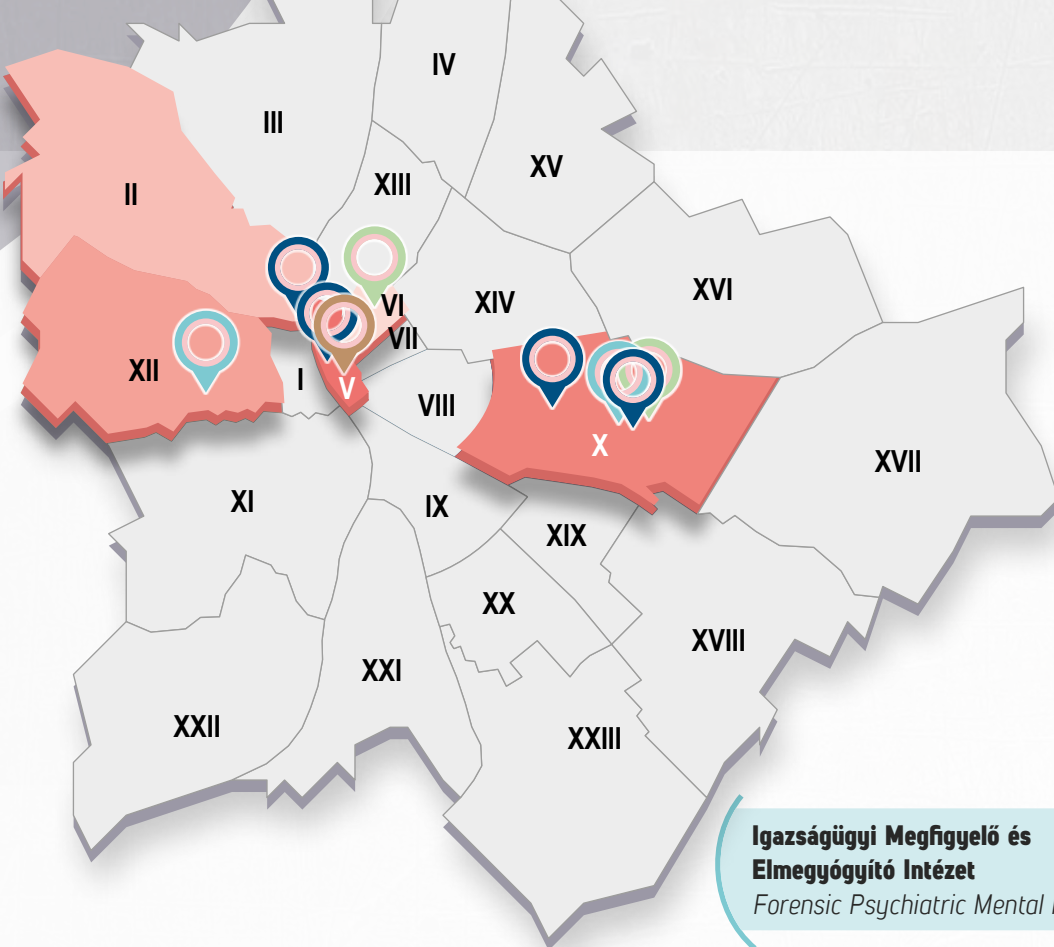 IV
III
XV
XIII
II
VI
XIV
XVI
VII
XII
I
V
VIII
X
XVII
XI
IX
XIX
XX
XVIII
XXI
XXII
XXIII
Igazságügyi Megfigyelő és
Elmegyógyító Intézet
Forensic Psychiatric Mental